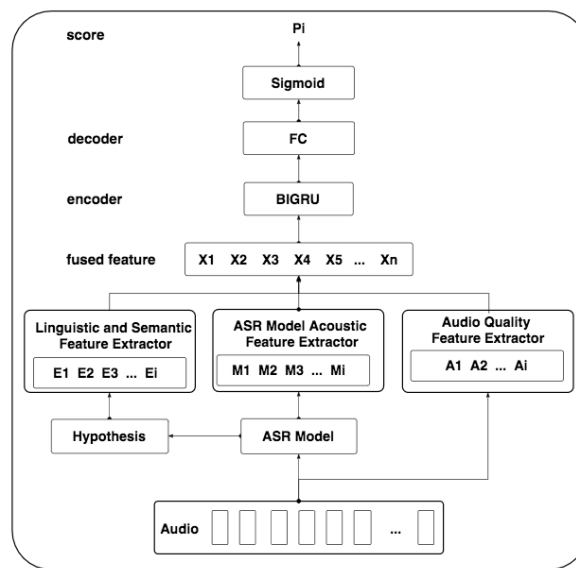 score
Pi
Sigmoid
decoder
FC
encoder
BIGRU
fused feature
X1 X2 X3 X4 X5 ... Xn
Linguistic and Semantic
Feature Extractor
E1 E2 E3 ... Ei
ASR Model Acoustic
Feature Extractor
M1 M2 M3 ... Mi
Audio Quality
Feature Extractor
A1 A2 ... Ai
Hypothesis
ASR Model
Audio
...